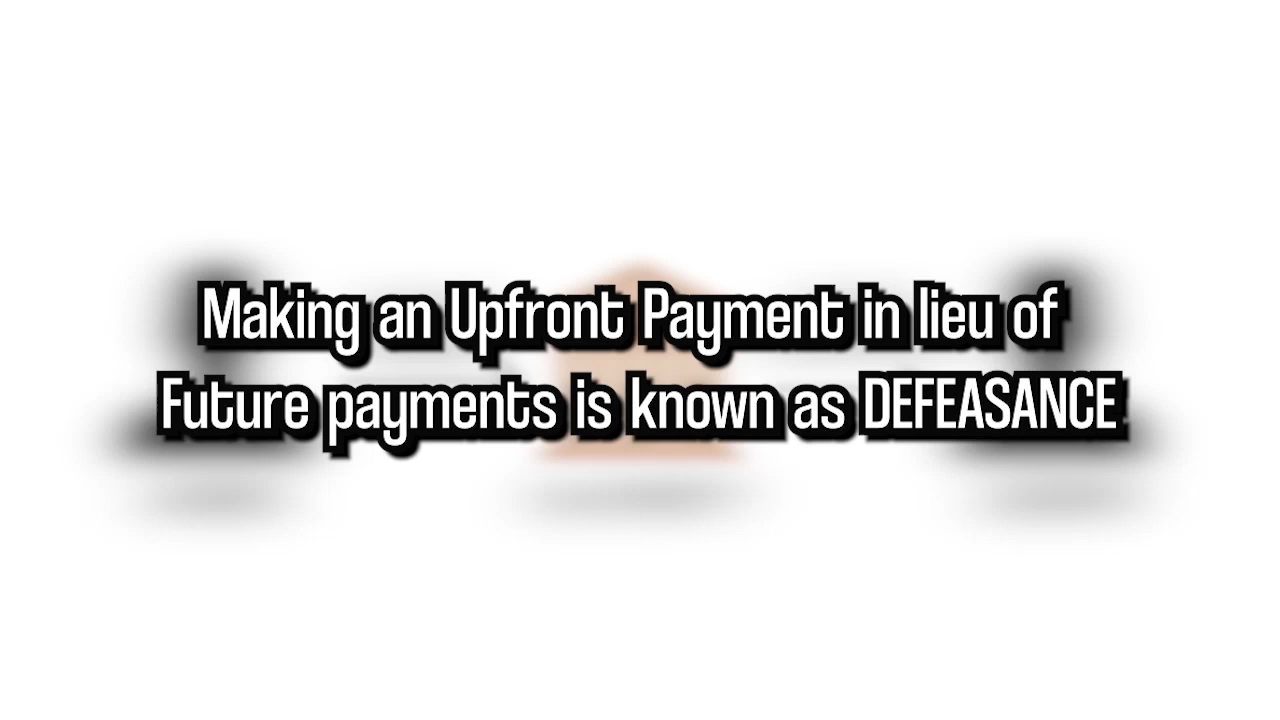 Making an Upfront Payment in lieu of
Future payments is known as DEFEASANCE